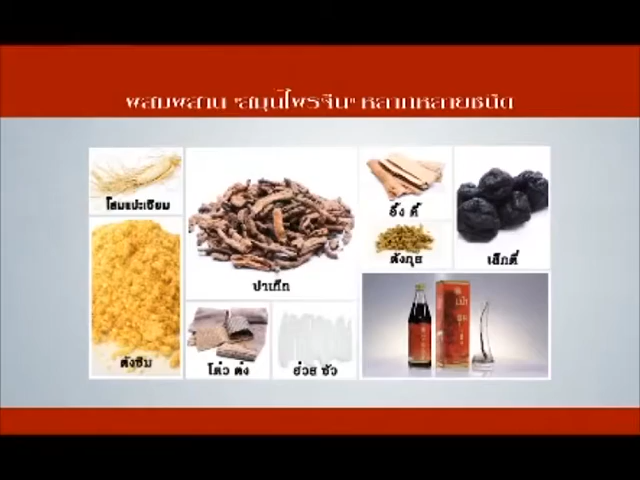 ผสมผสาน "สมุนไพรจีน" หลากหลายชนิด
โสมแปะเซียม
ปาเก็ก
อึ้ง คี้
ตังกุย
เส็กตี่
ตังซิม
โต่ว ต๋ง
ฮ่วย ซัว